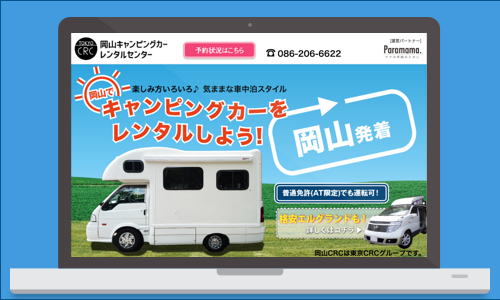 TOKYO
CRC
岡山キャンピングカー
レンタルセンター
予約状況はこちら
☎086-206-6622
[運営パートナー]
Paramama.
楽しみ方いろいろ♪ 気ままな車中泊スタイル
岡山で
キャンピングカーを
レンタルしよう!
岡山発着
普通免許(AT限定)でも運転可!
格安エルグランドも!
詳しくはコチラ ▶
岡山CRCは東京CRCグループです。